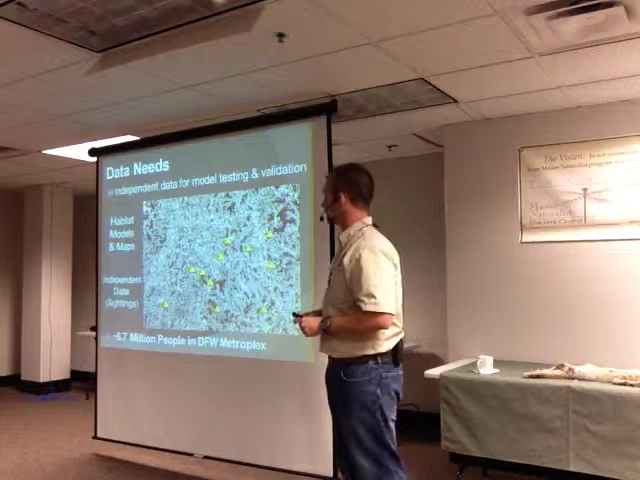 Data Needs
Independent data for model testing & validation
Habitat
Models
& Maps
Independent
Data
(Sightings)
~6.7 Million People in DFW Metroplex
The Vision:
Master
Naturalist